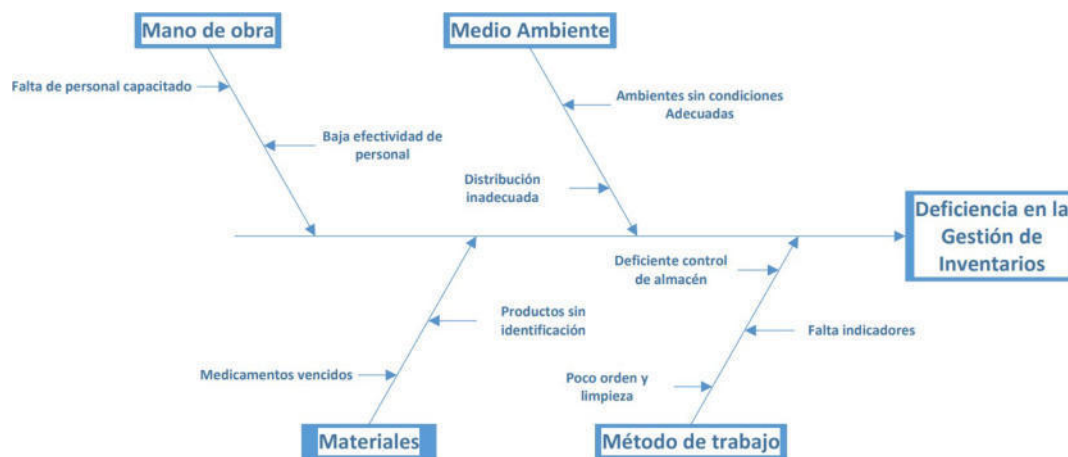 Mano de obra
Medio Ambiente
Falta de personal capacitado
Ambientes sin condiciones
Adecuadas
Baja efectividad de
personal
Distribución
inadecuada
Deficiencia en la
Gestión de
Inventarios
Deficiente control
de almacén
Productos sin
identificación
Falta indicadores
Medicamentos vencidos
Poco orden y
limpieza
Materiales
Método de trabajo